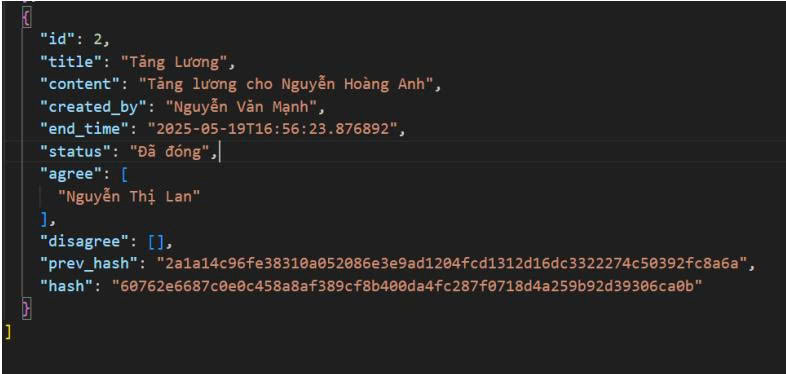 {
"id": 2,
"title": "Tăng Lương",
"content": "Tăng lương cho Nguyễn Hoàng Anh",
"created_by": "Nguyễn Văn Mạnh",
"end_time": "2025-05-19T16:56:23.876892",
"status": "Đã đóng",
"agree": [
"Nguyễn Thị Lan"
],
"disagree": [],
"prev_hash": "2a1a14c96fe38310a052086e3e9ad1204fcd1312d16dc3322274c50392fc8a6a",
"hash": "60762e6687c0e0c458a8af389cf8b400da4fc287f0718d4a259b92d39306ca0b"
}
]